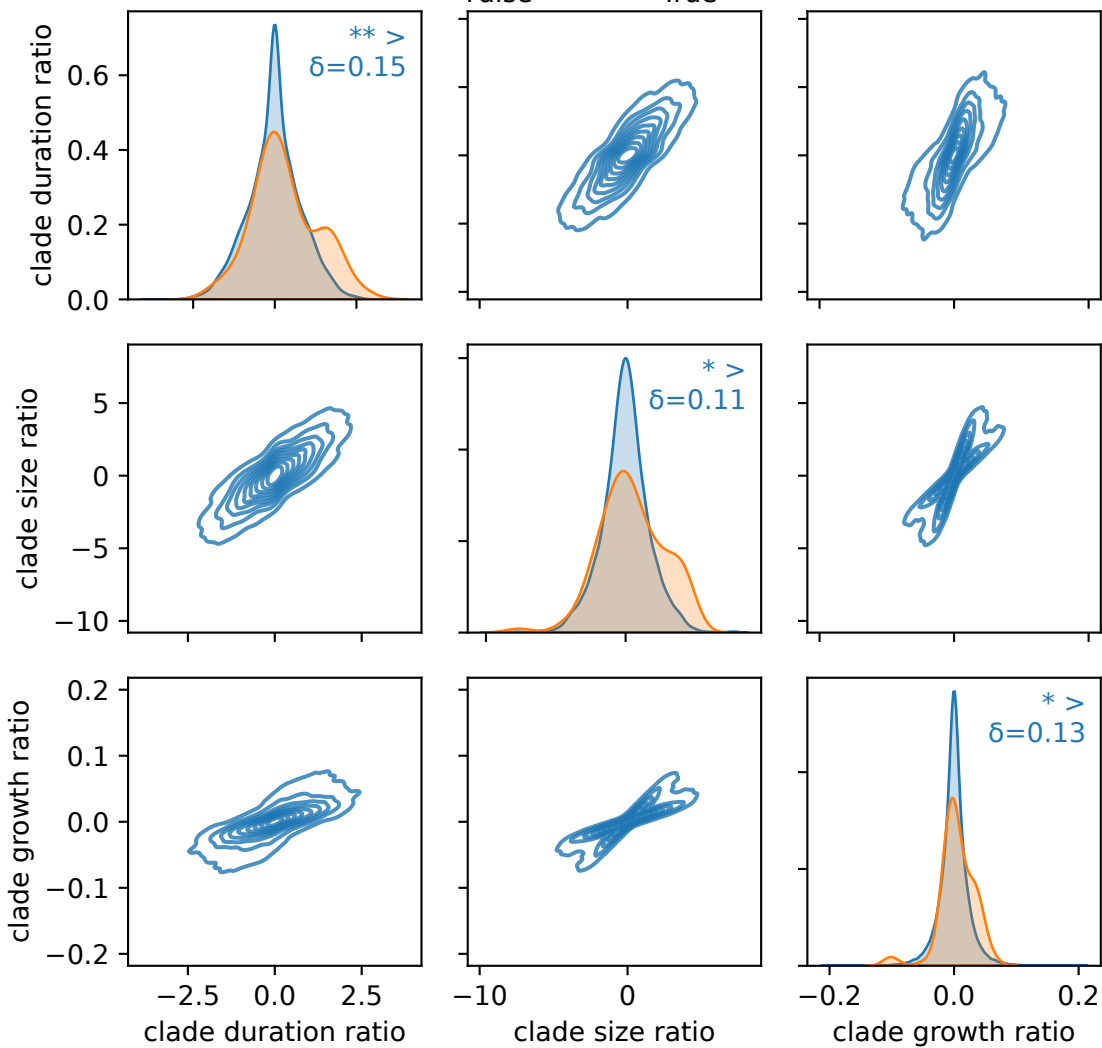 False True
clade duration ratio
0.6
0.4
0.2
0.0
** >
δ=0.15
clade size ratio
5
0
−5
−10
* >
δ=0.11
clade growth ratio
0.2
0.1
0.0
−0.1
−0.2
* >
δ=0.13
−2.5 0.0 2.5
−10 0
−0.2 0.0 0.2
clade duration ratio
clade size ratio
clade growth ratio